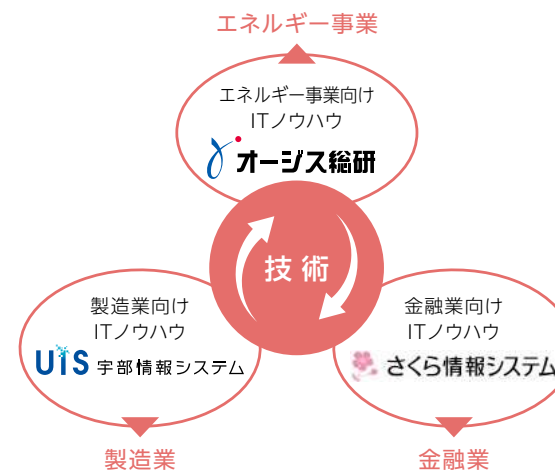 エネルギー事業
エネルギー事業向け
ITノウハウ
オージス総研
技術
製造業向け
ITノウハウ
UIS 宇部情報システム
金融業向け
ITノウハウ
さくら情報システム
製造業
金融業